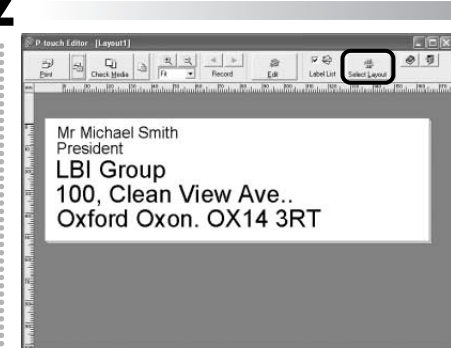 P-touch Editor - [Layout1]
Print Check Media Fit Record Edit Label List Select Layout
Mr Michael Smith
President
LBI Group
100, Clean View Ave..
Oxford Oxon. OX14 3RT